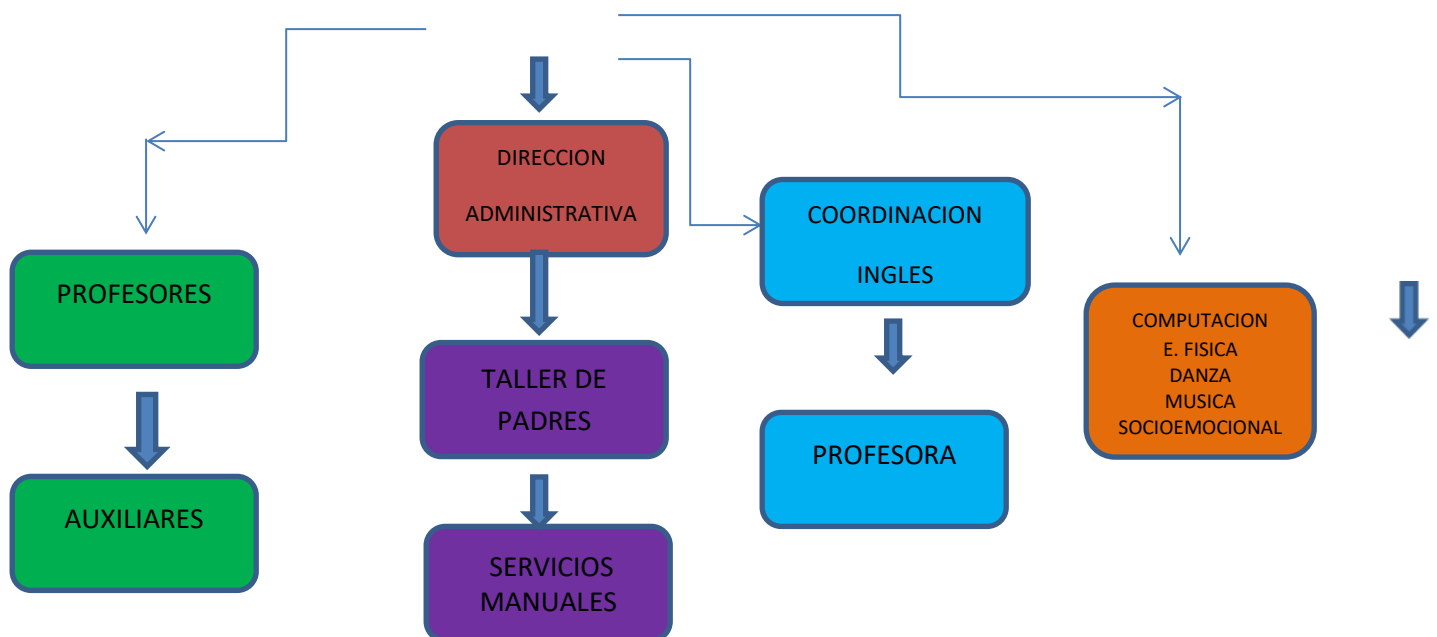 DIRECCION
ADMINISTRATIVA
COORDINACION
INGLES
PROFESORES
COMPUTACION
E. FISICA
DANZA
MUSICA
SOCIOEMOCIONAL
TALLER DE
PADRES
PROFESORA
AUXILIARES
SERVICIOS
MANUALES